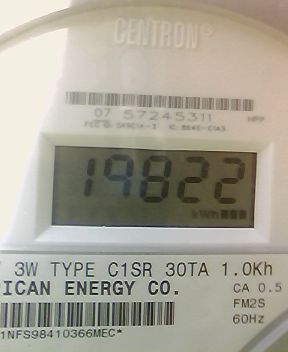 CENTRON®
07 57245311
19822
kWh
3W TYPE C1SR 30TA 1.0Kh
ICAN ENERGY CO. CA 0.5
FM2S
60Hz
1NFS98410366MEC*